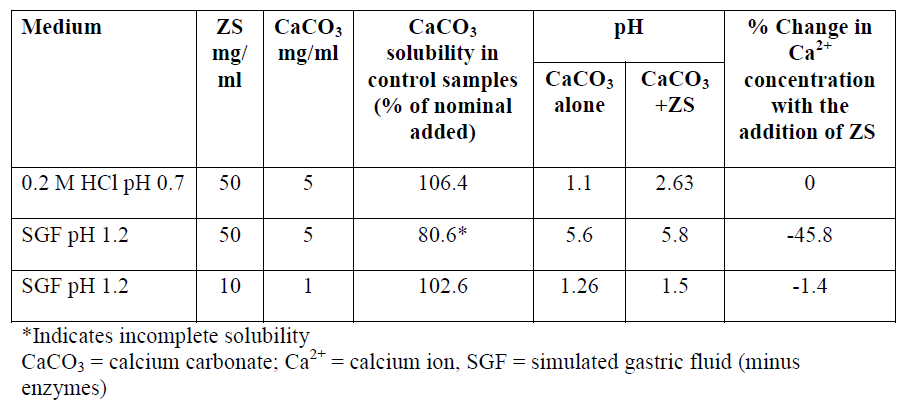 Medium
ZS
mg/
ml
CaCO₃
mg/ml
CaCO₃
solubility in
control samples
(% of nominal
added)
pH
CaCO₃
alone
CaCO₃
+ZS
% Change in
Ca²⁺
concentration
with the
addition of ZS
0.2 M HCl pH 0.7 50 5 106.4 1.1 2.63 0
SGF pH 1.2 50 5 80.6* 5.6 5.8 -45.8
SGF pH 1.2 10 1 102.6 1.26 1.5 -1.4
*Indicates incomplete solubility
CaCO₃ = calcium carbonate; Ca²⁺ = calcium ion, SGF = simulated gastric fluid (minus
enzymes)